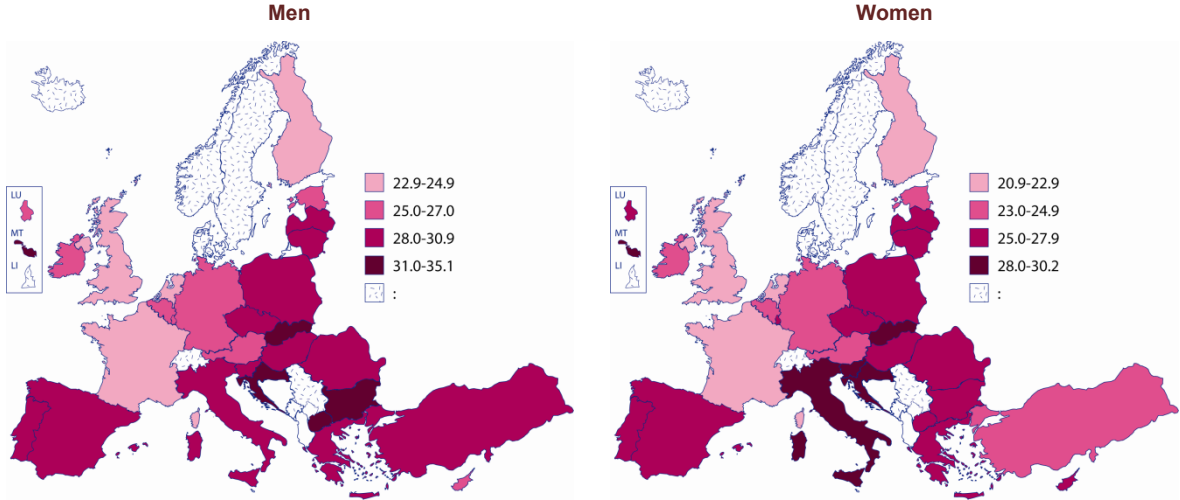 Men
Women
22.9-24.9
25.0-27.0
28.0-30.9
31.0-35.1
:
LU
MT
LI
20.9-22.9
23.0-24.9
25.0-27.9
28.0-30.2
:
LU
MT
LI